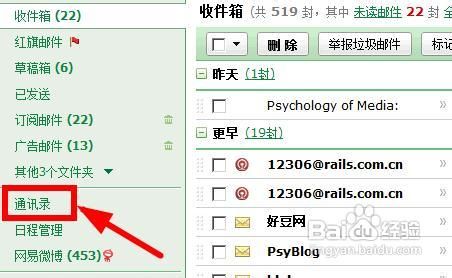 收件箱 (22)
红旗邮件
草稿箱 (6)
已发送
订阅邮件 (22)
广告邮件 (13)
其他3个文件夹
通讯录
日程管理
网易微博 (453)
收件箱 (共 519 封，其中 未读邮件 22 封
删 除
举报垃圾邮件
标记
昨天 (1封)
Psychology of Media: »
更早 (19封)
12306@rails.com.cn »
12306@rails.com.cn »
好豆网
PsyBlog »
Baidu 百度经验
jingyan.baidu.com